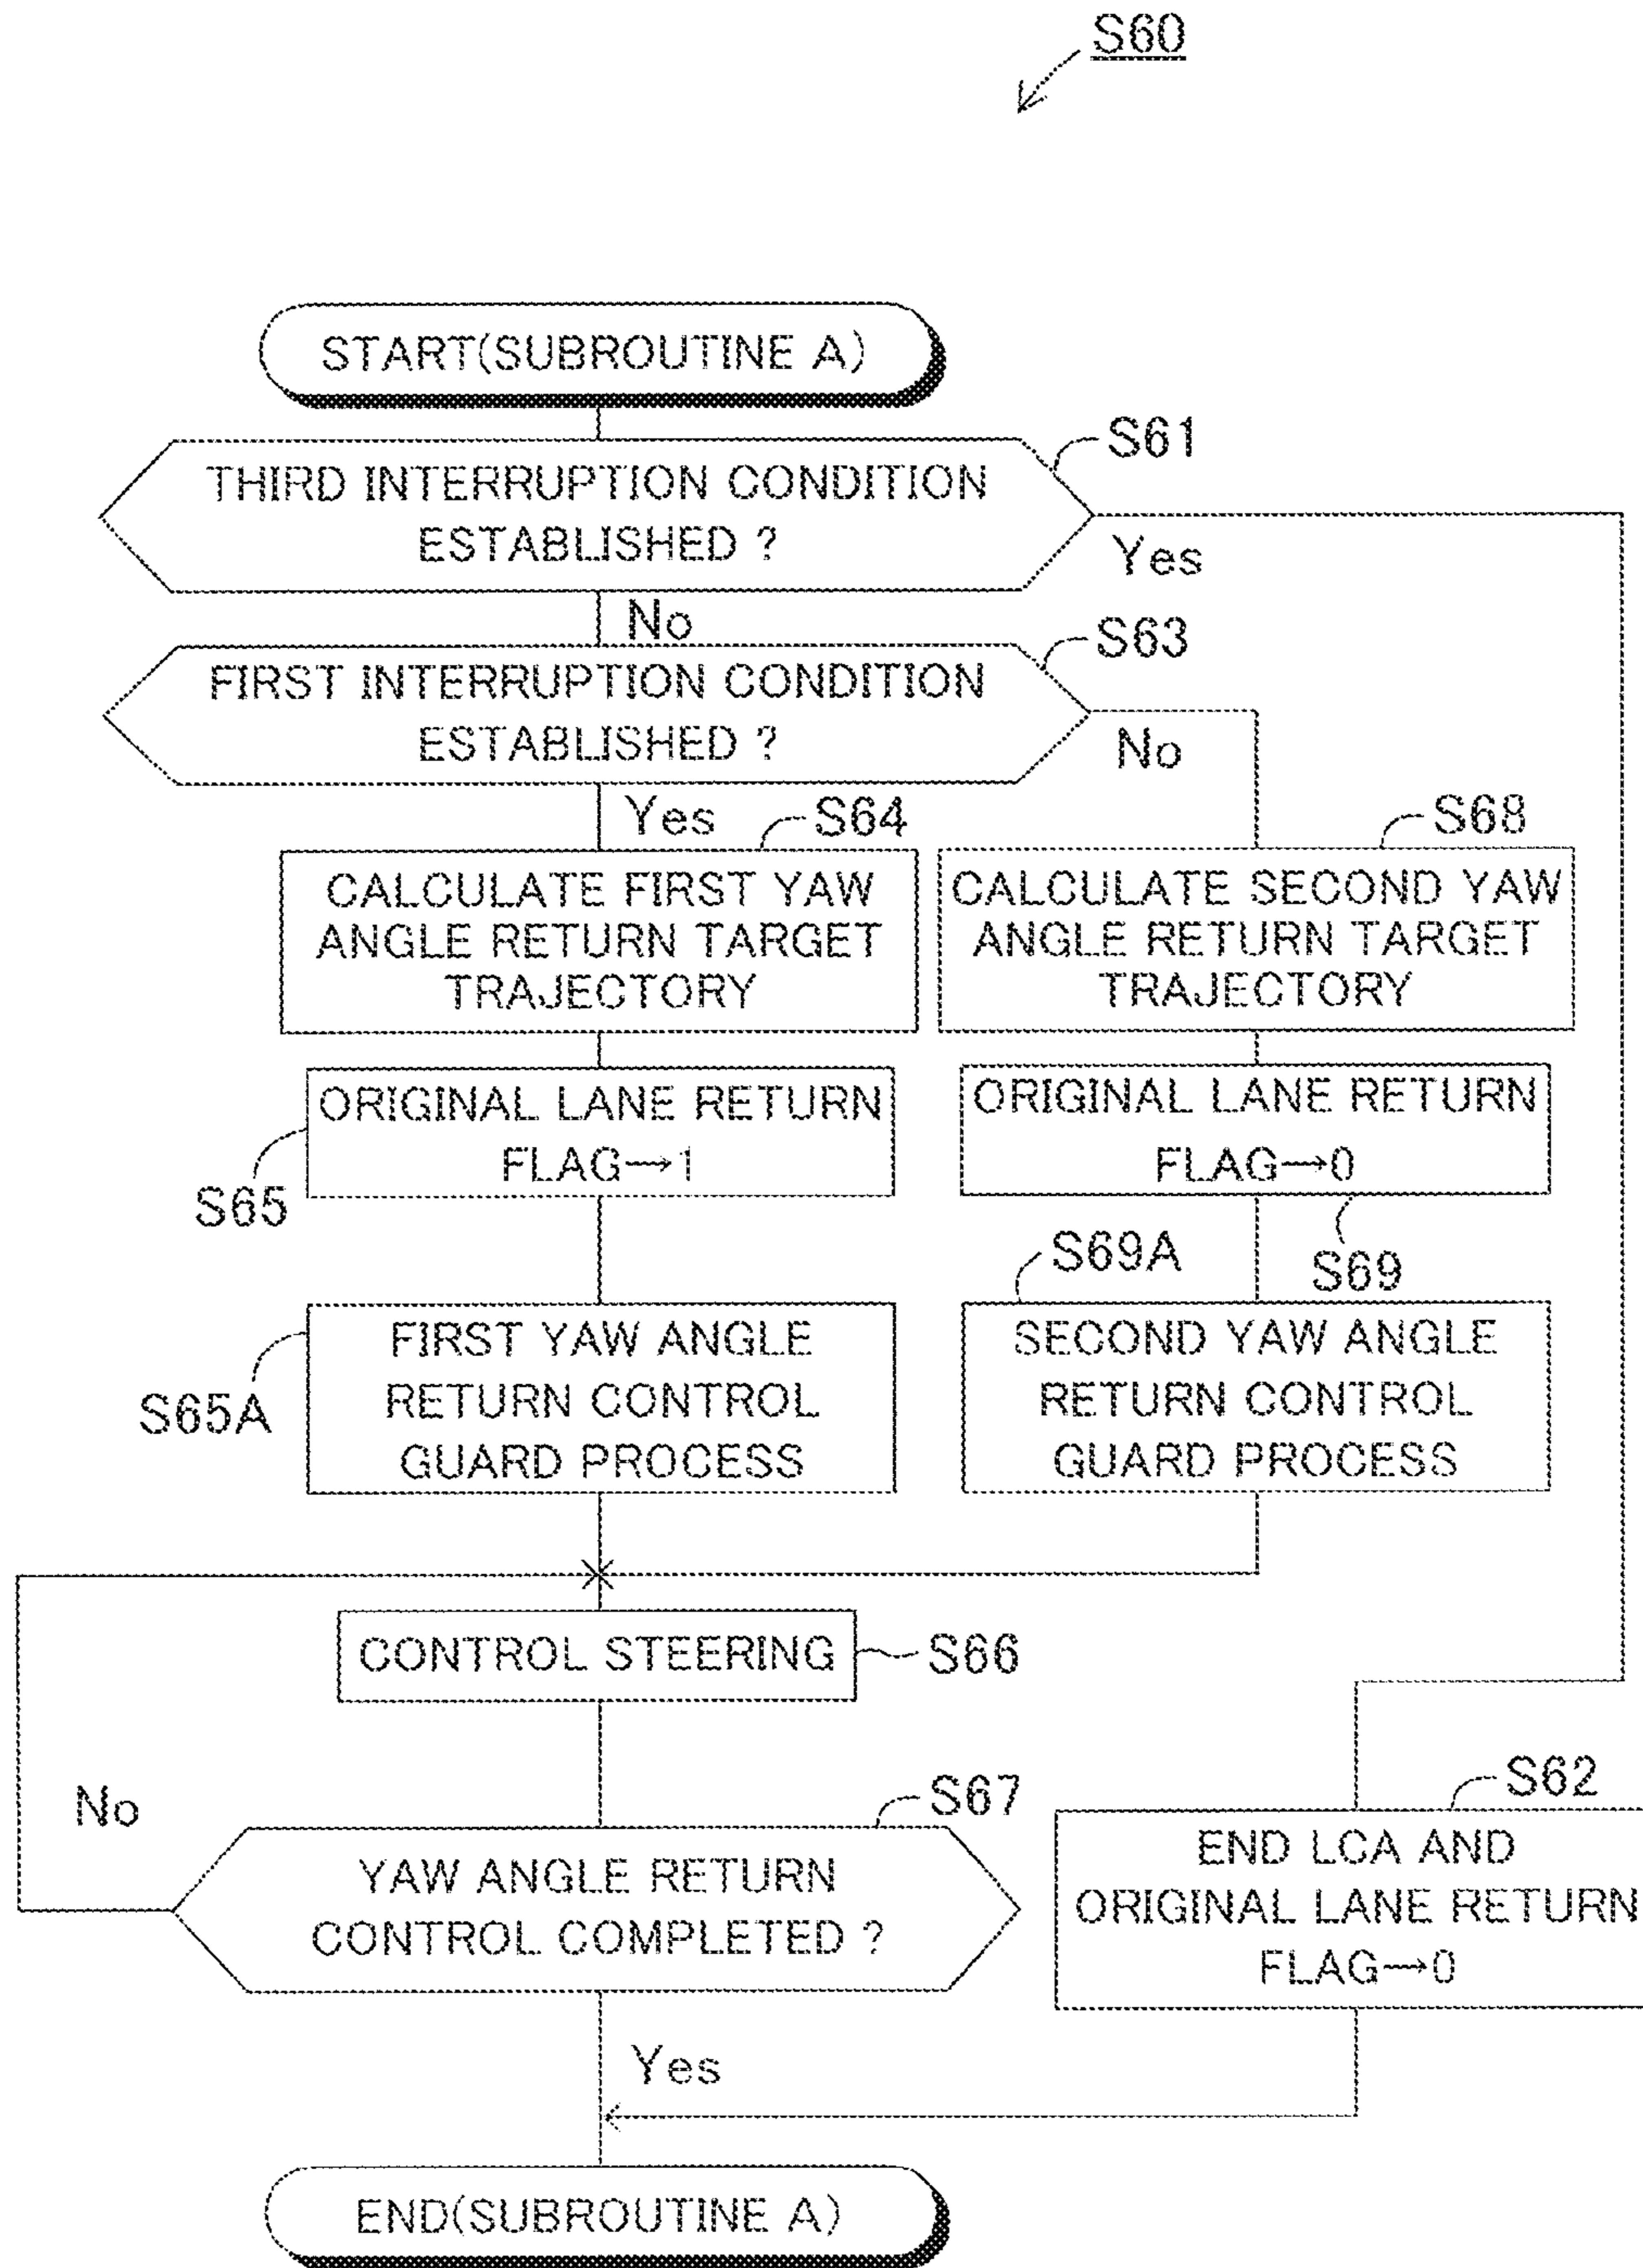 S60
START(SUBROUTINE A)
S61
THIRD INTERRUPTION CONDITION
ESTABLISHED ?
Yes
No
S63
FIRST INTERRUPTION CONDITION
ESTABLISHED ?
No
Yes
S64
S68
CALCULATE FIRST YAW
ANGLE RETURN TARGET
TRAJECTORY
CALCULATE SECOND YAW
ANGLE RETURN TARGET
TRAJECTORY
ORIGINAL LANE RETURN
FLAG→1
S65
ORIGINAL LANE RETURN
FLAG→0
S69
S69A
FIRST YAW ANGLE
RETURN CONTROL
GUARD PROCESS
S65A
SECOND YAW ANGLE
RETURN CONTROL
GUARD PROCESS
CONTROL STEERING
S66
No
S67
YAW ANGLE RETURN
CONTROL COMPLETED ?
S62
END LCA AND
ORIGINAL LANE RETURN
FLAG→0
Yes
END(SUBROUTINE A)